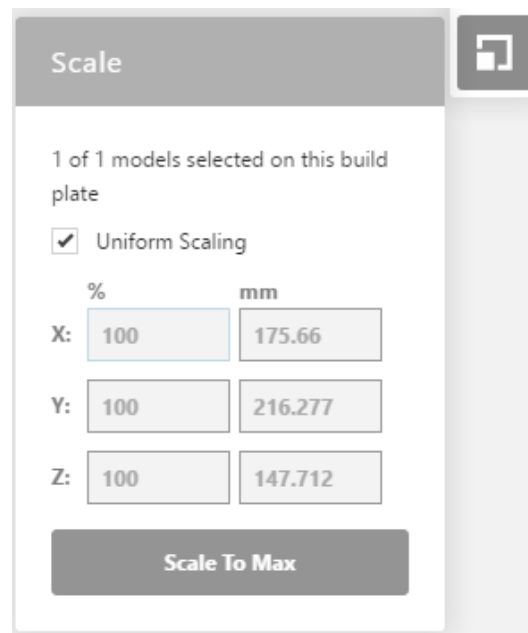 Scale
1 of 1 models selected on this build
plate
Uniform Scaling
% mm
X: 100 175.66
Y: 100 216.277
Z: 100 147.712
Scale To Max